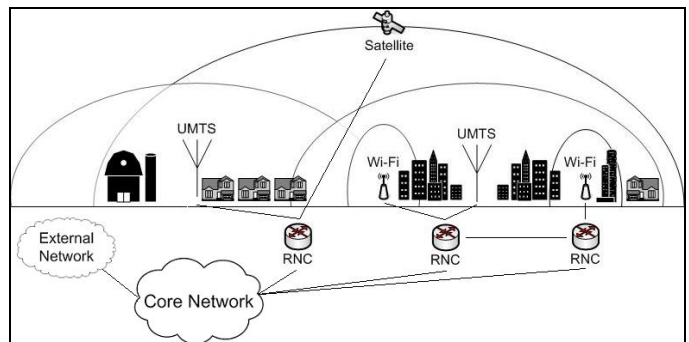 Satellite
UMTS
UMTS
Wi-Fi
Wi-Fi
External
Network
RNC
RNC
RNC
Core Network